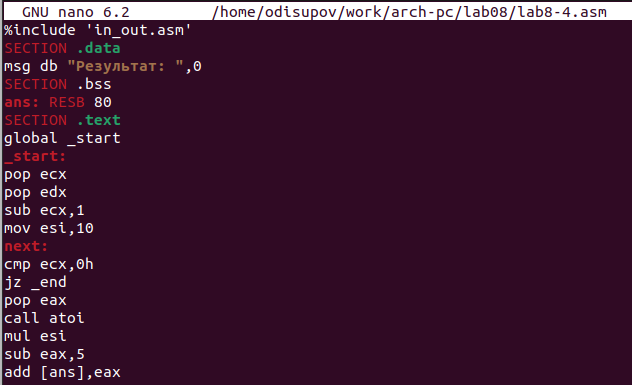 GNU nano 6.2 /home/odisupov/work/arch-pc/lab08/lab8-4.asm
%include 'in_out.asm'
SECTION .data
msg db "Результат: ",0
SECTION .bss
ans: RESB 80
SECTION .text
global _start
_start:
pop ecx
pop edx
sub ecx,1
mov esi,10
next:
cmp ecx,0h
jz _end
pop eax
call atoi
mul esi
sub eax,5
add [ans],eax